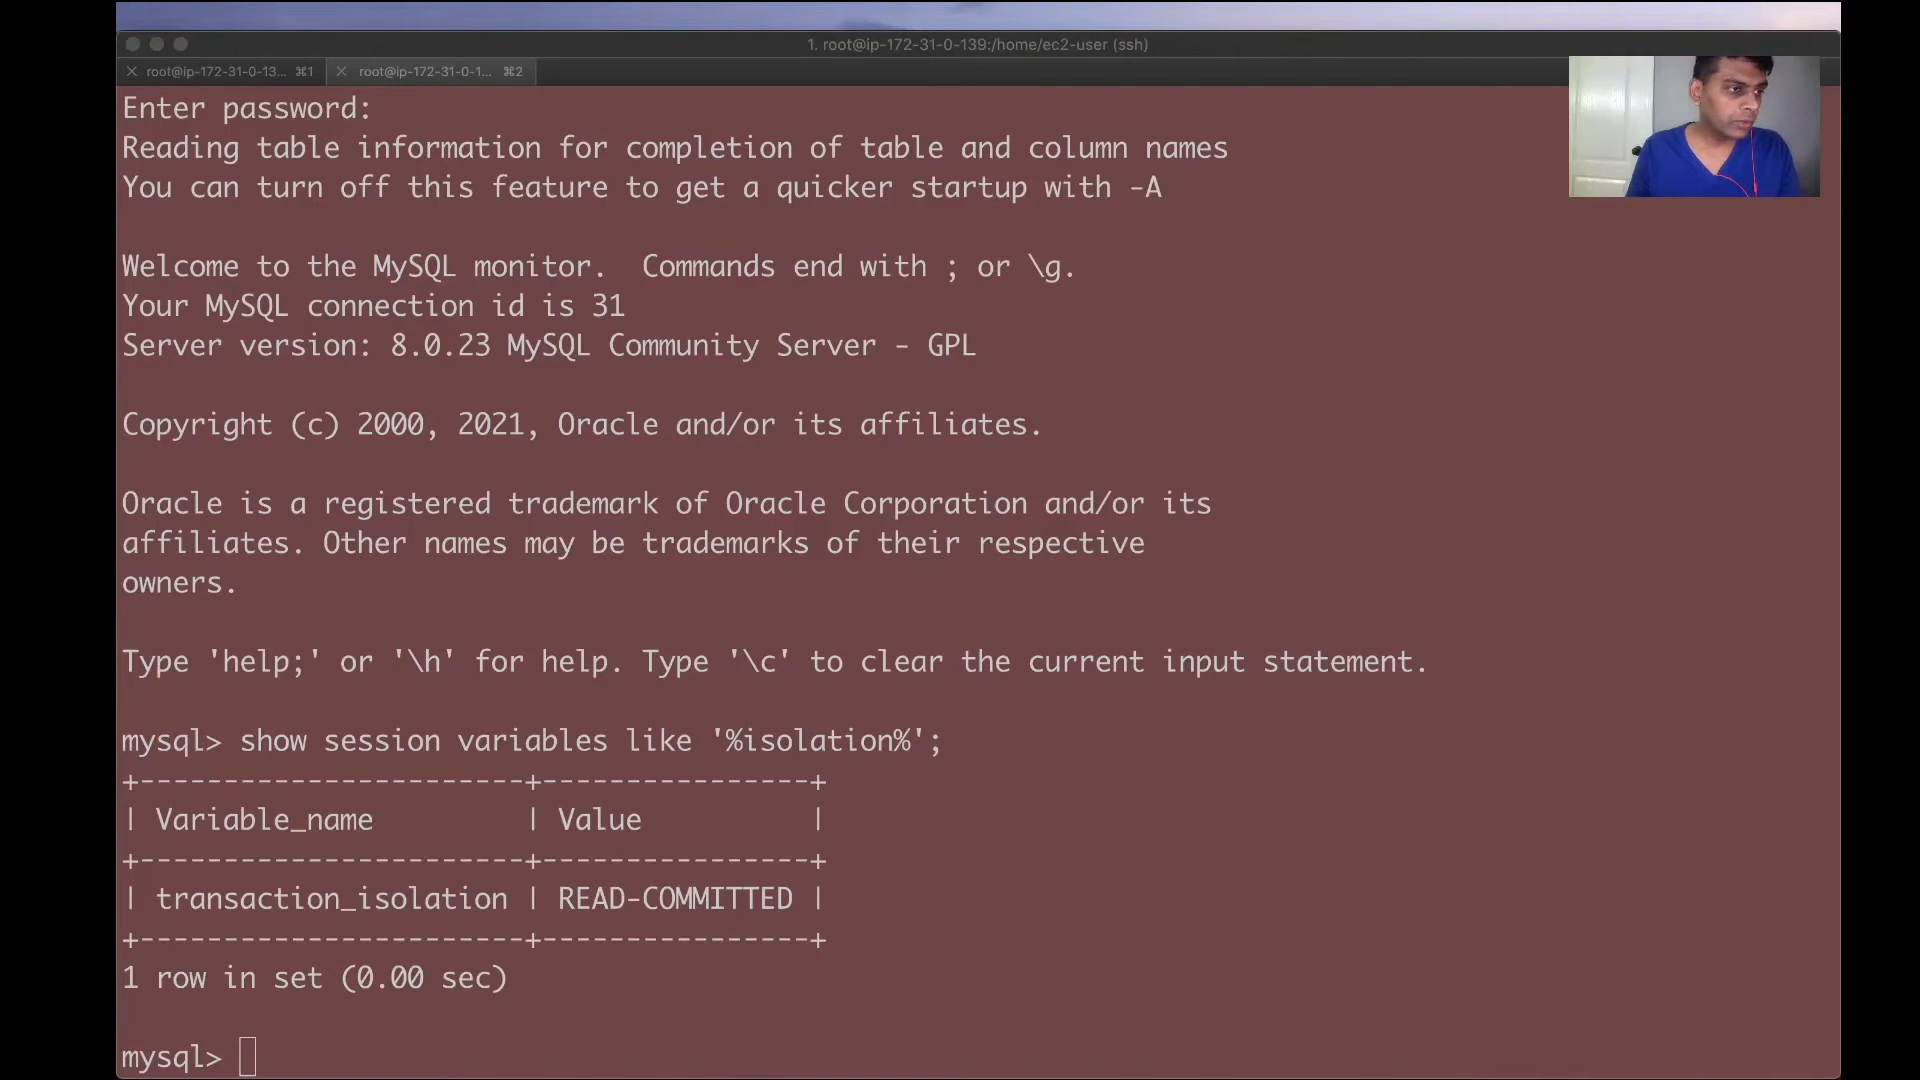 1. root@ip-172-31-0-139:/home/ec2-user (ssh)
root@ip-172-31-0-13... ⌘1
root@ip-172-31-0-1... ⌘2
Enter password:
Reading table information for completion of table and column names
You can turn off this feature to get a quicker startup with -A
Welcome to the MySQL monitor.  Commands end with ; or \g.
Your MySQL connection id is 31
Server version: 8.0.23 MySQL Community Server - GPL
Copyright (c) 2000, 2021, Oracle and/or its affiliates.
Oracle is a registered trademark of Oracle Corporation and/or its
affiliates. Other names may be trademarks of their respective
owners.
Type 'help;' or '\h' for help. Type '\c' to clear the current input statement.
mysql> show session variables like '%isolation%';
+-----------------------+----------------+
| Variable_name         | Value          |
+-----------------------+----------------+
| transaction_isolation | READ-COMMITTED |
+-----------------------+----------------+
1 row in set (0.00 sec)
mysql>